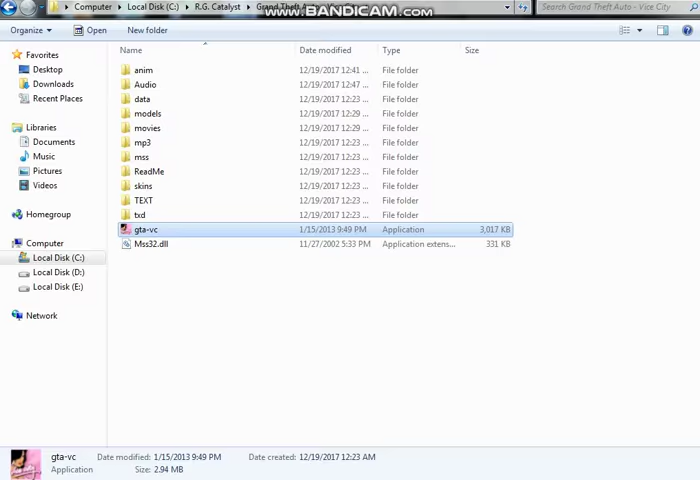 Computer Local Disk (C:) R.G. Catalyst Grand Theft Auto Search Grand Theft Auto - Vice City
www.BANDICAM.com
Organize Open New folder
Name Date modified Type Size
Favorites
Desktop
Downloads
Recent Places
Libraries
Documents
Music
Pictures
Videos
Homegroup
Computer
Local Disk (C:)
Local Disk (D:)
Local Disk (E:)
Network
anim 12/19/2017 12:41 ... File folder
Audio 12/19/2017 12:47 ... File folder
data 12/19/2017 12:23 ... File folder
models 12/19/2017 12:29 ... File folder
movies 12/19/2017 12:29 ... File folder
mp3 12/19/2017 12:23 ... File folder
mss 12/19/2017 12:23 ... File folder
ReadMe 12/19/2017 12:23 ... File folder
skins 12/19/2017 12:23 ... File folder
TEXT 12/19/2017 12:23 ... File folder
txd 12/19/2017 12:23 ... File folder
gta-vc 1/15/2013 9:49 PM Application 3,017 KB
Mss32.dll 11/27/2002 5:33 PM Application extens... 331 KB
gta-vc Date modified: 1/15/2013 9:49 PM Date created: 12/19/2017 12:23 AM
Application Size: 2.94 MB